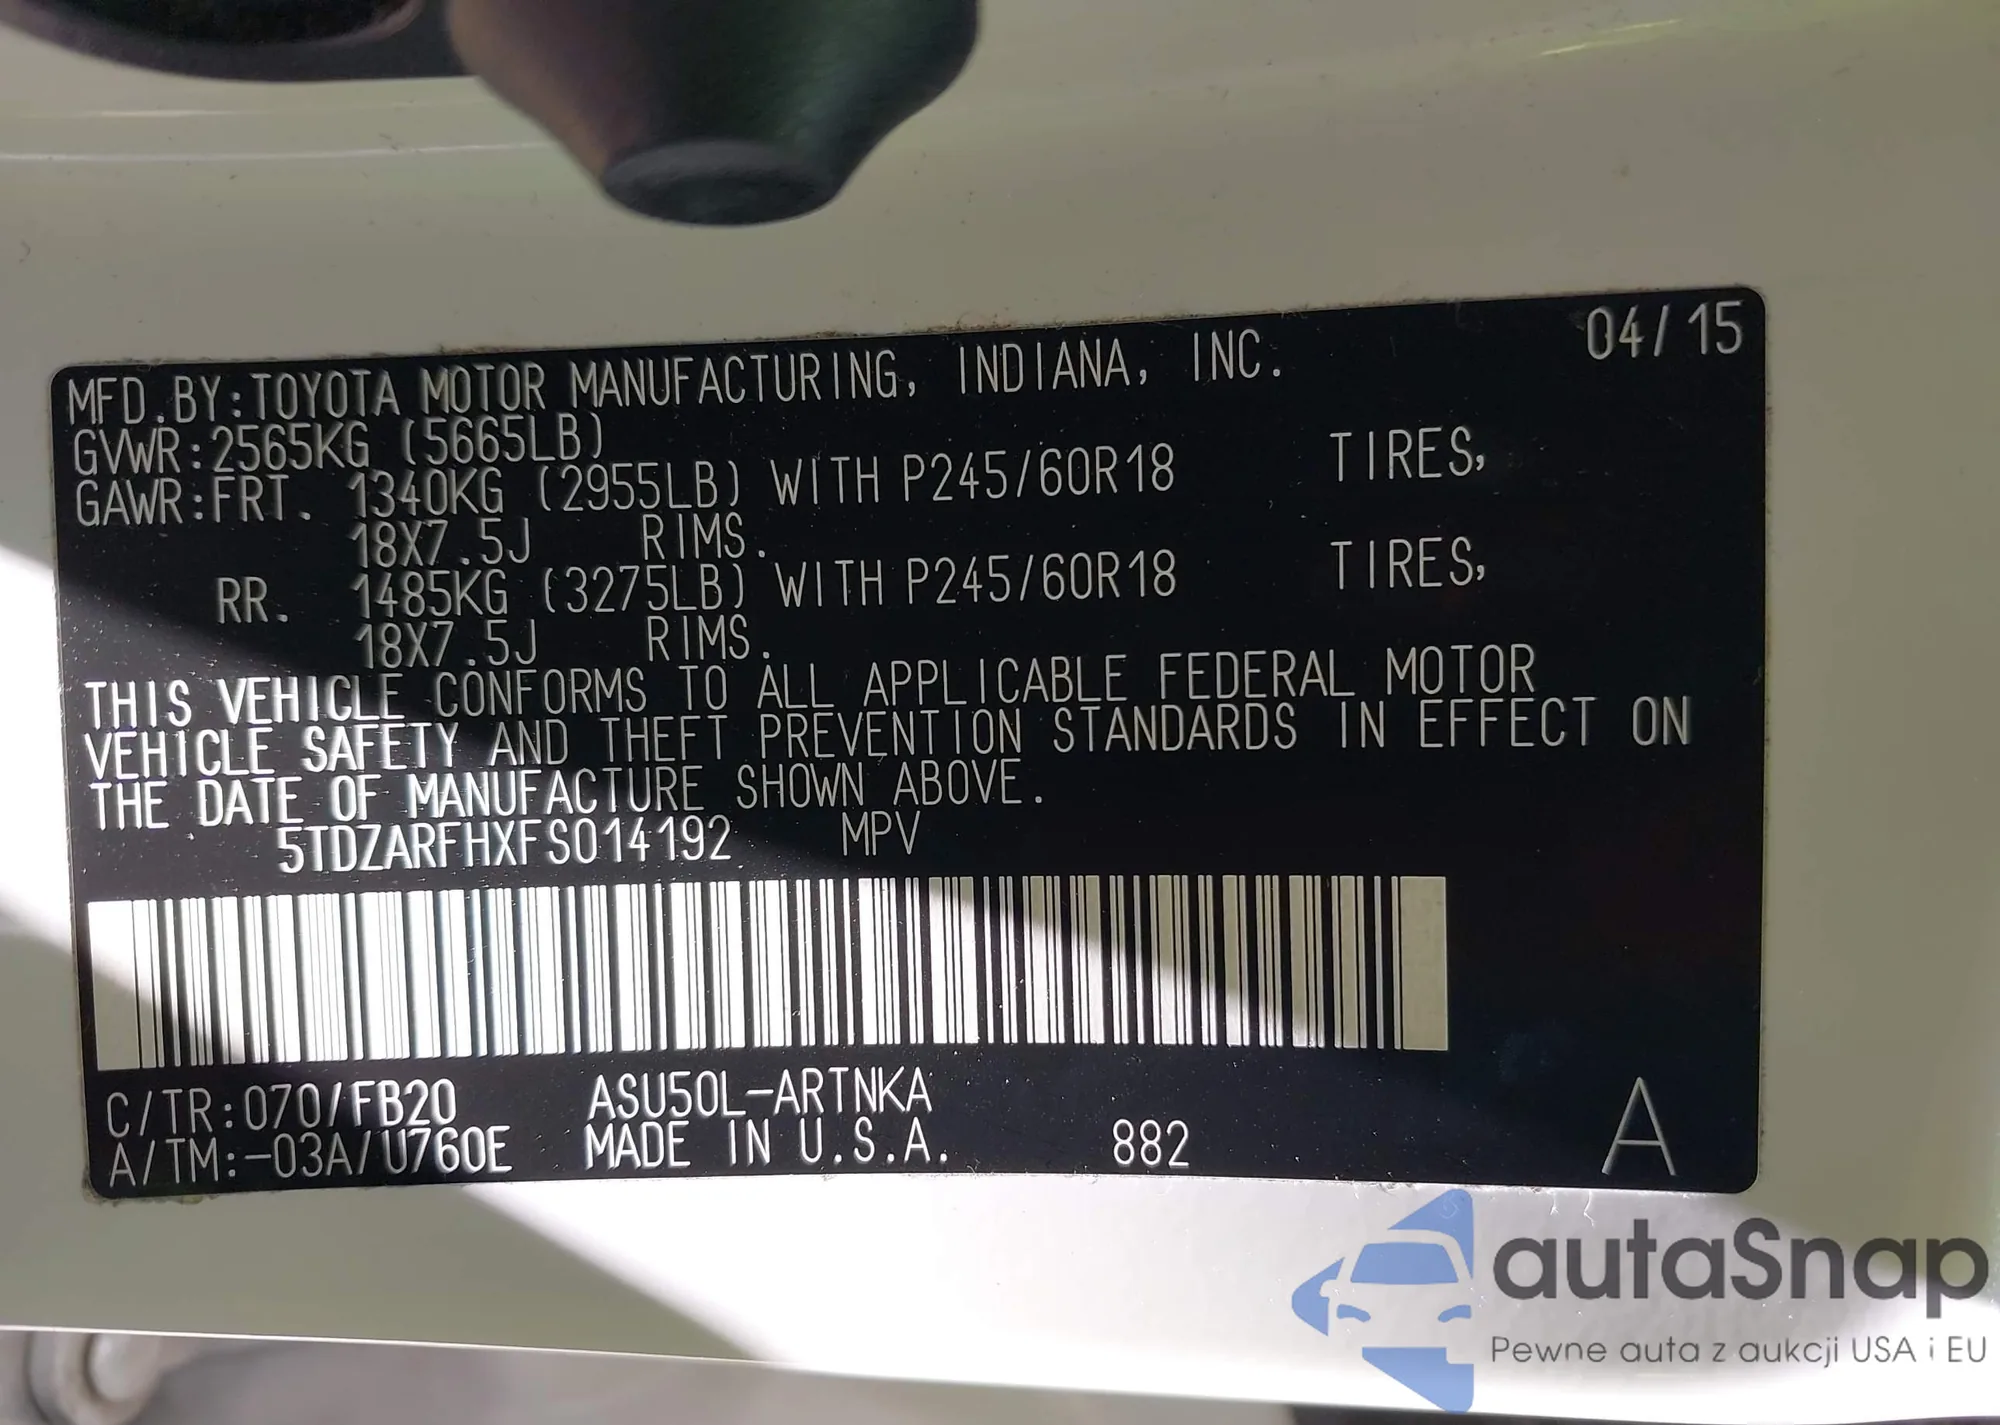 04/15
MFD.BY:TOYOTA MOTOR MANUFACTURING, INDIANA, INC.
GVWR:2565KG (5665LB)
GAWR:FRT. 1340KG (2955LB) WITH P245/60R18 TIRES,
18X7.5J RIMS.
RR. 1485KG (3275LB) WITH P245/60R18 TIRES,
18X7.5J RIMS.
THIS VEHICLE CONFORMS TO ALL APPLICABLE FEDERAL MOTOR
VEHICLE SAFETY AND THEFT PREVENTION STANDARDS IN EFFECT ON
THE DATE OF MANUFACTURE SHOWN ABOVE.
5TDZARFHXFS014192 MPV
C/TR:070/FB20 ASU50L-ARTNKA
A/TM:-03A/U760E MADE IN U.S.A. 882 A
autaSnap
Pewne auta z aukcji USA i EU